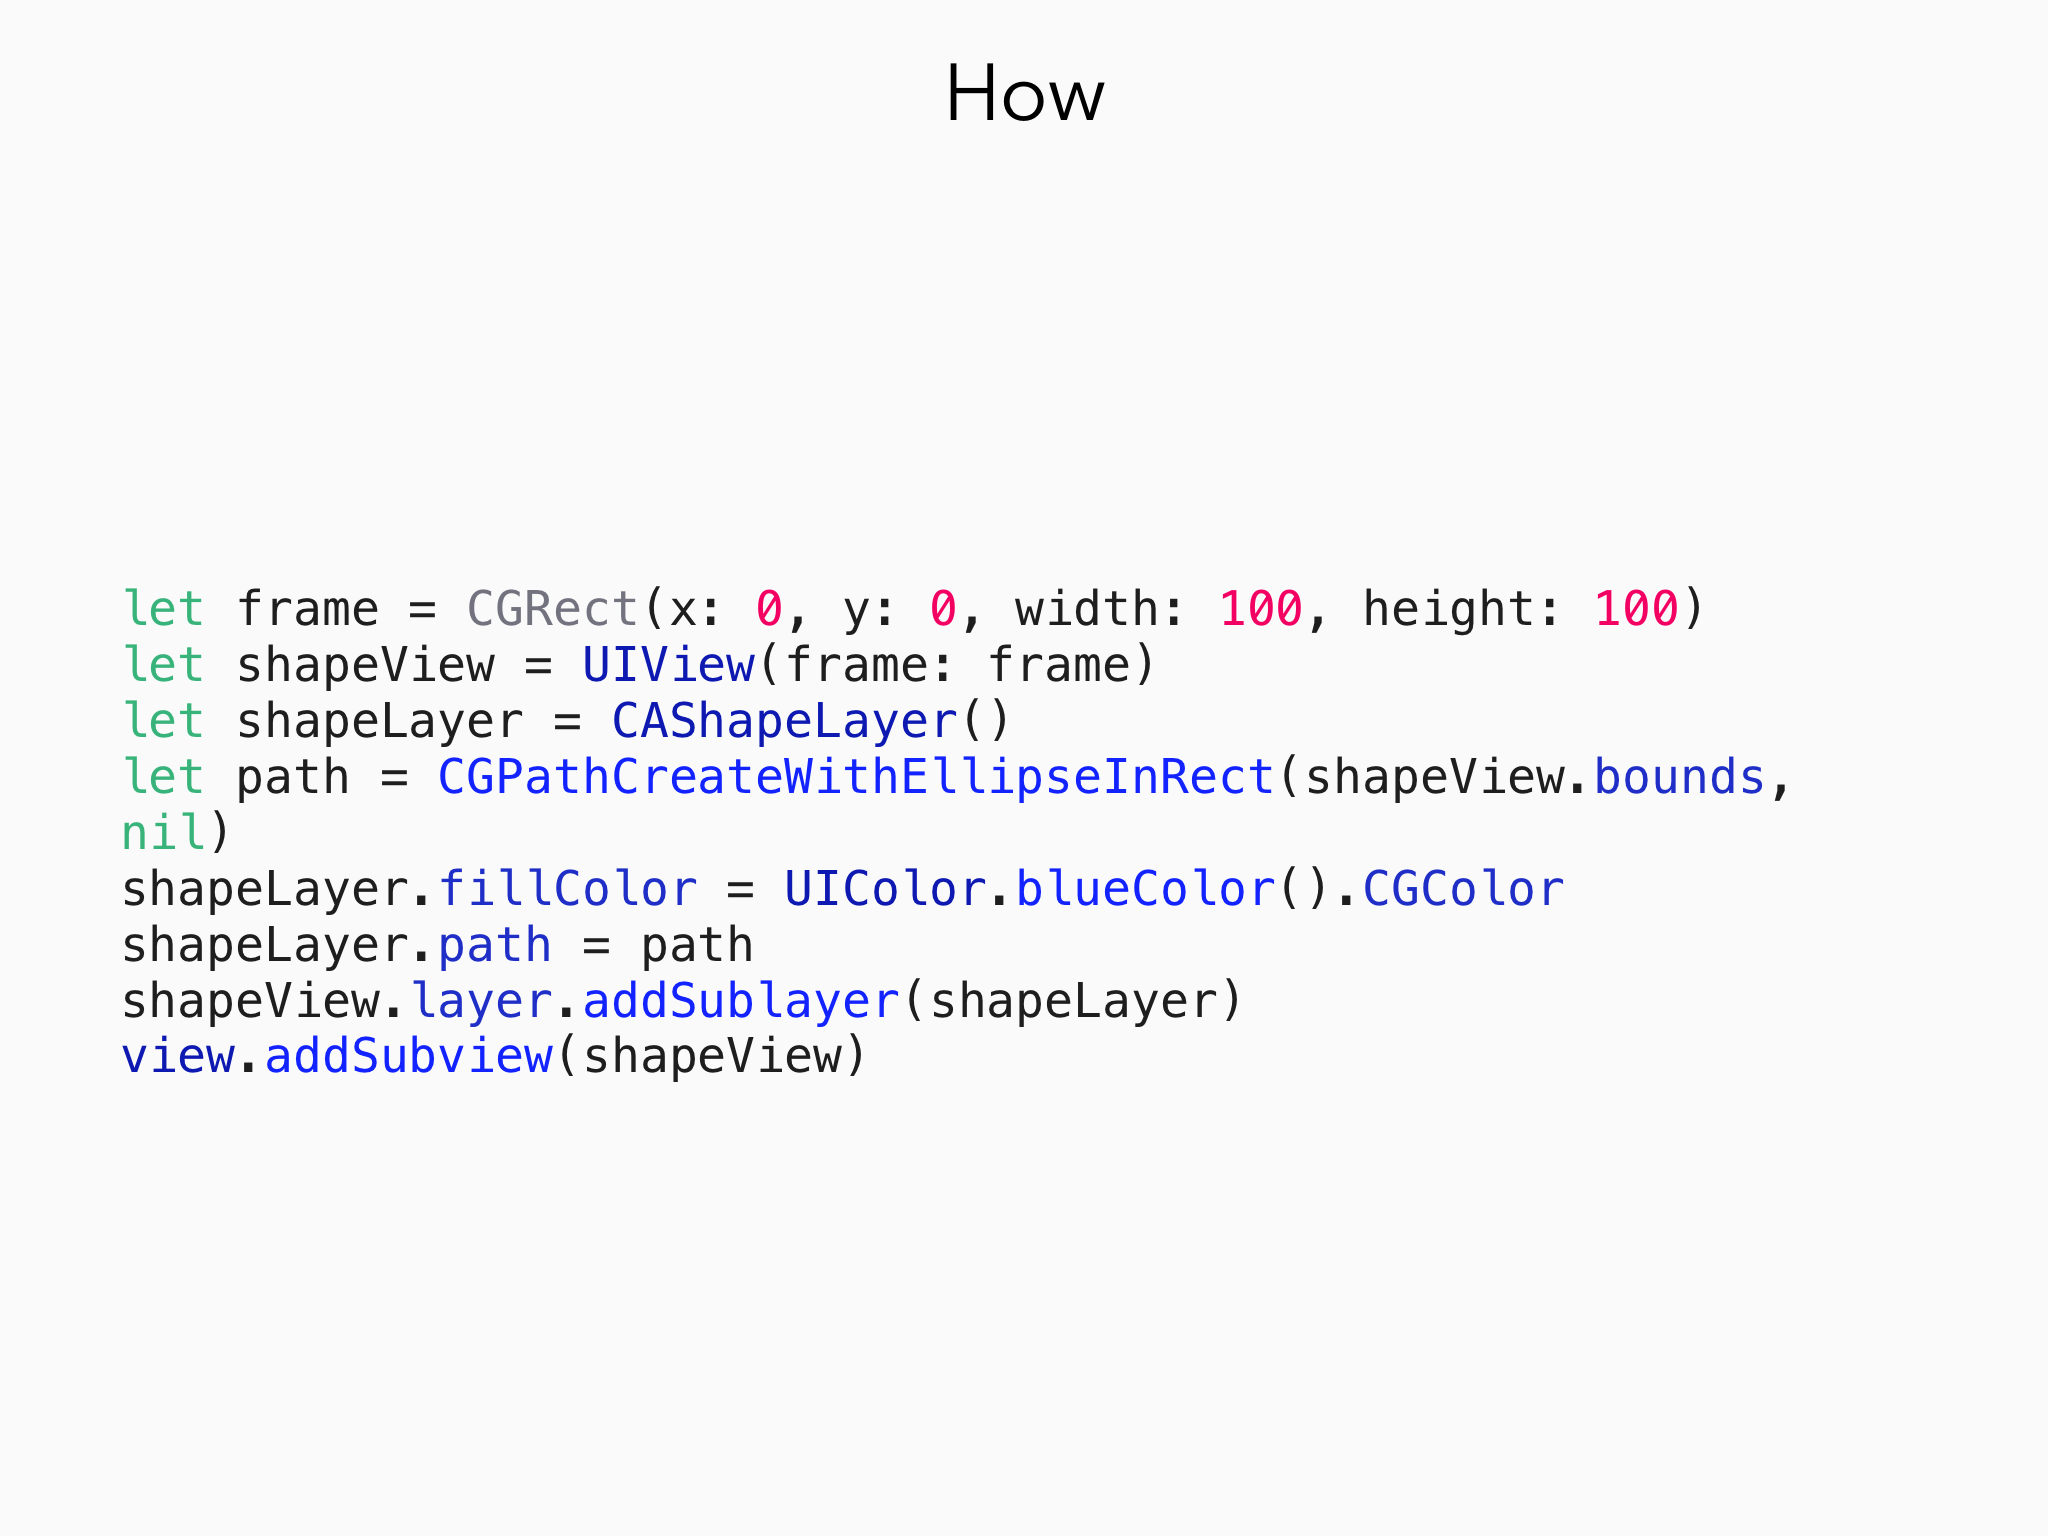 How
let frame = CGRect(x: 0, y: 0, width: 100, height: 100)
let shapeView = UIView(frame: frame)
let shapeLayer = CAShapeLayer()
let path = CGPathCreateWithEllipseInRect(shapeView.bounds,
nil)
shapeLayer.fillColor = UIColor.blueColor().CGColor
shapeLayer.path = path
shapeView.layer.addSublayer(shapeLayer)
view.addSubview(shapeView)